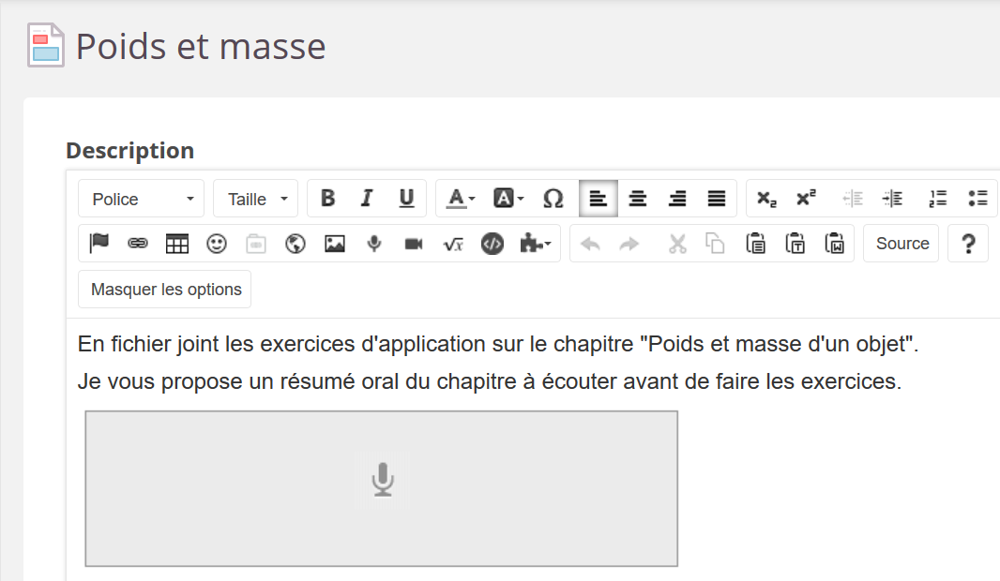 Poids et masse
Description
Police Taille B I U A A Ω x₂ x²
√x </> T W Source ?
Masquer les options
En fichier joint les exercices d'application sur le chapitre "Poids et masse d'un objet".
Je vous propose un résumé oral du chapitre à écouter avant de faire les exercices.